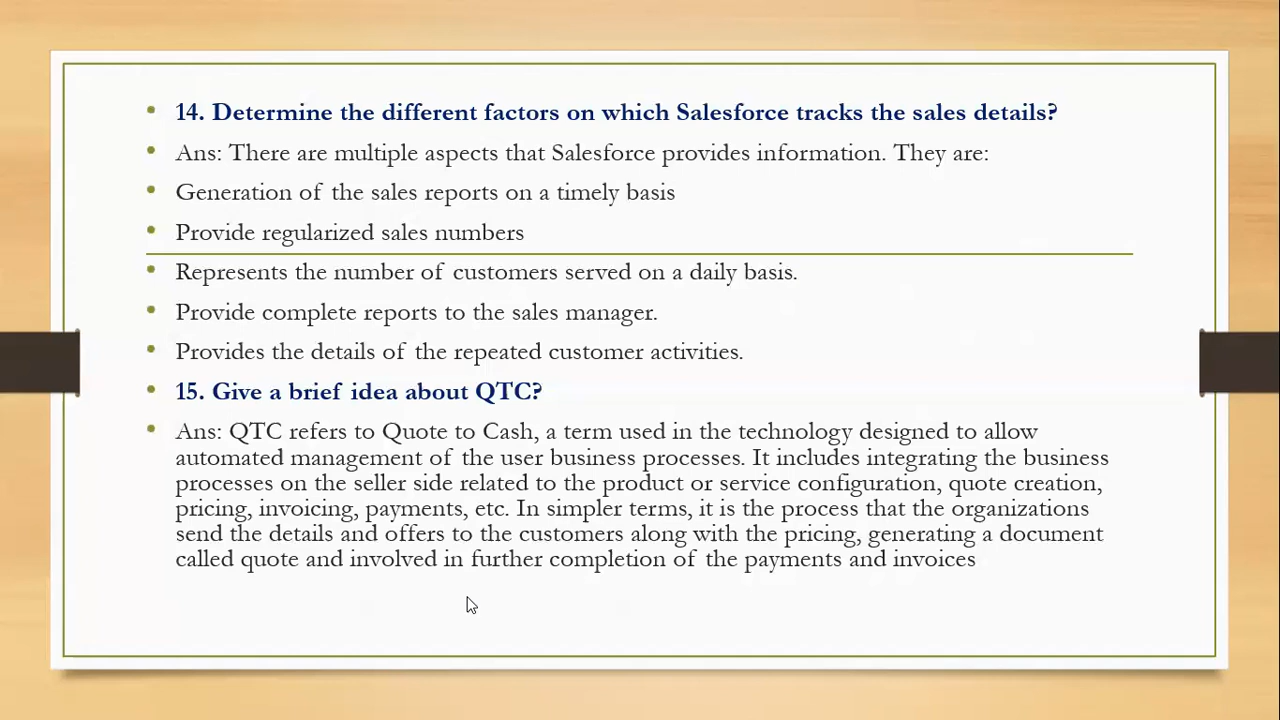 14. Determine the different factors on which Salesforce tracks the sales details?
Ans: There are multiple aspects that Salesforce provides information. They are:
Generation of the sales reports on a timely basis
Provide regularized sales numbers
Represents the number of customers served on a daily basis.
Provide complete reports to the sales manager.
Provides the details of the repeated customer activities.
15. Give a brief idea about QTC?
Ans: QTC refers to Quote to Cash, a term used in the technology designed to allow
automated management of the user business processes. It includes integrating the business
processes on the seller side related to the product or service configuration, quote creation,
pricing, invoicing, payments, etc. In simpler terms, it is the process that the organizations
send the details and offers to the customers along with the pricing, generating a document
called quote and involved in further completion of the payments and invoices